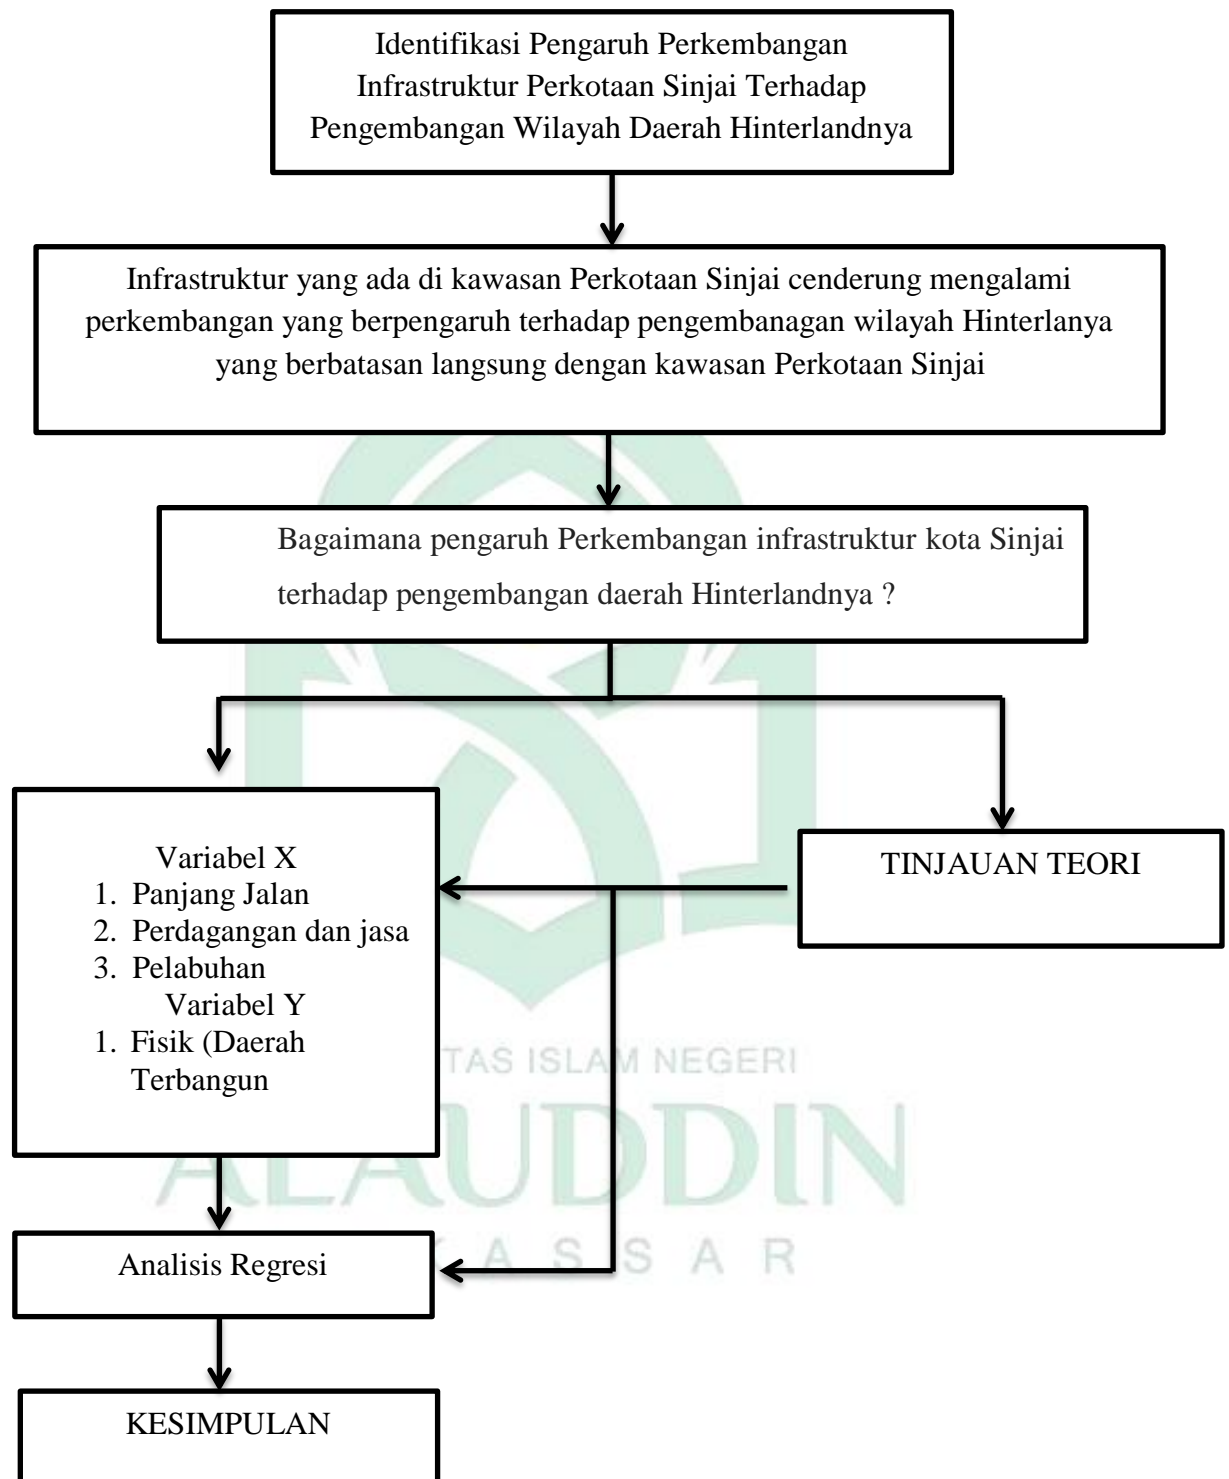 Identifikasi Pengaruh Perkembangan
Infrastruktur Perkotaan Sinjai Terhadap
Pengembangan Wilayah Daerah Hinterlandnya
Infrastruktur yang ada di kawasan Perkotaan Sinjai cenderung mengalami
perkembangan yang berpengaruh terhadap pengembanagan wilayah Hinterlanya
yang berbatasan langsung dengan kawasan Perkotaan Sinjai
Bagaimana pengaruh Perkembangan infrastruktur kota Sinjai
terhadap pengembangan daerah Hinterlandnya ?
Variabel X
1. Panjang Jalan
2. Perdagangan dan jasa
3. Pelabuhan
Variabel Y
1. Fisik (Daerah
Terbangun
TINJAUAN TEORI
TAS ISLAM NEGERI
ALAUDDIN
K A S S A R
Analisis Regresi
KESIMPULAN